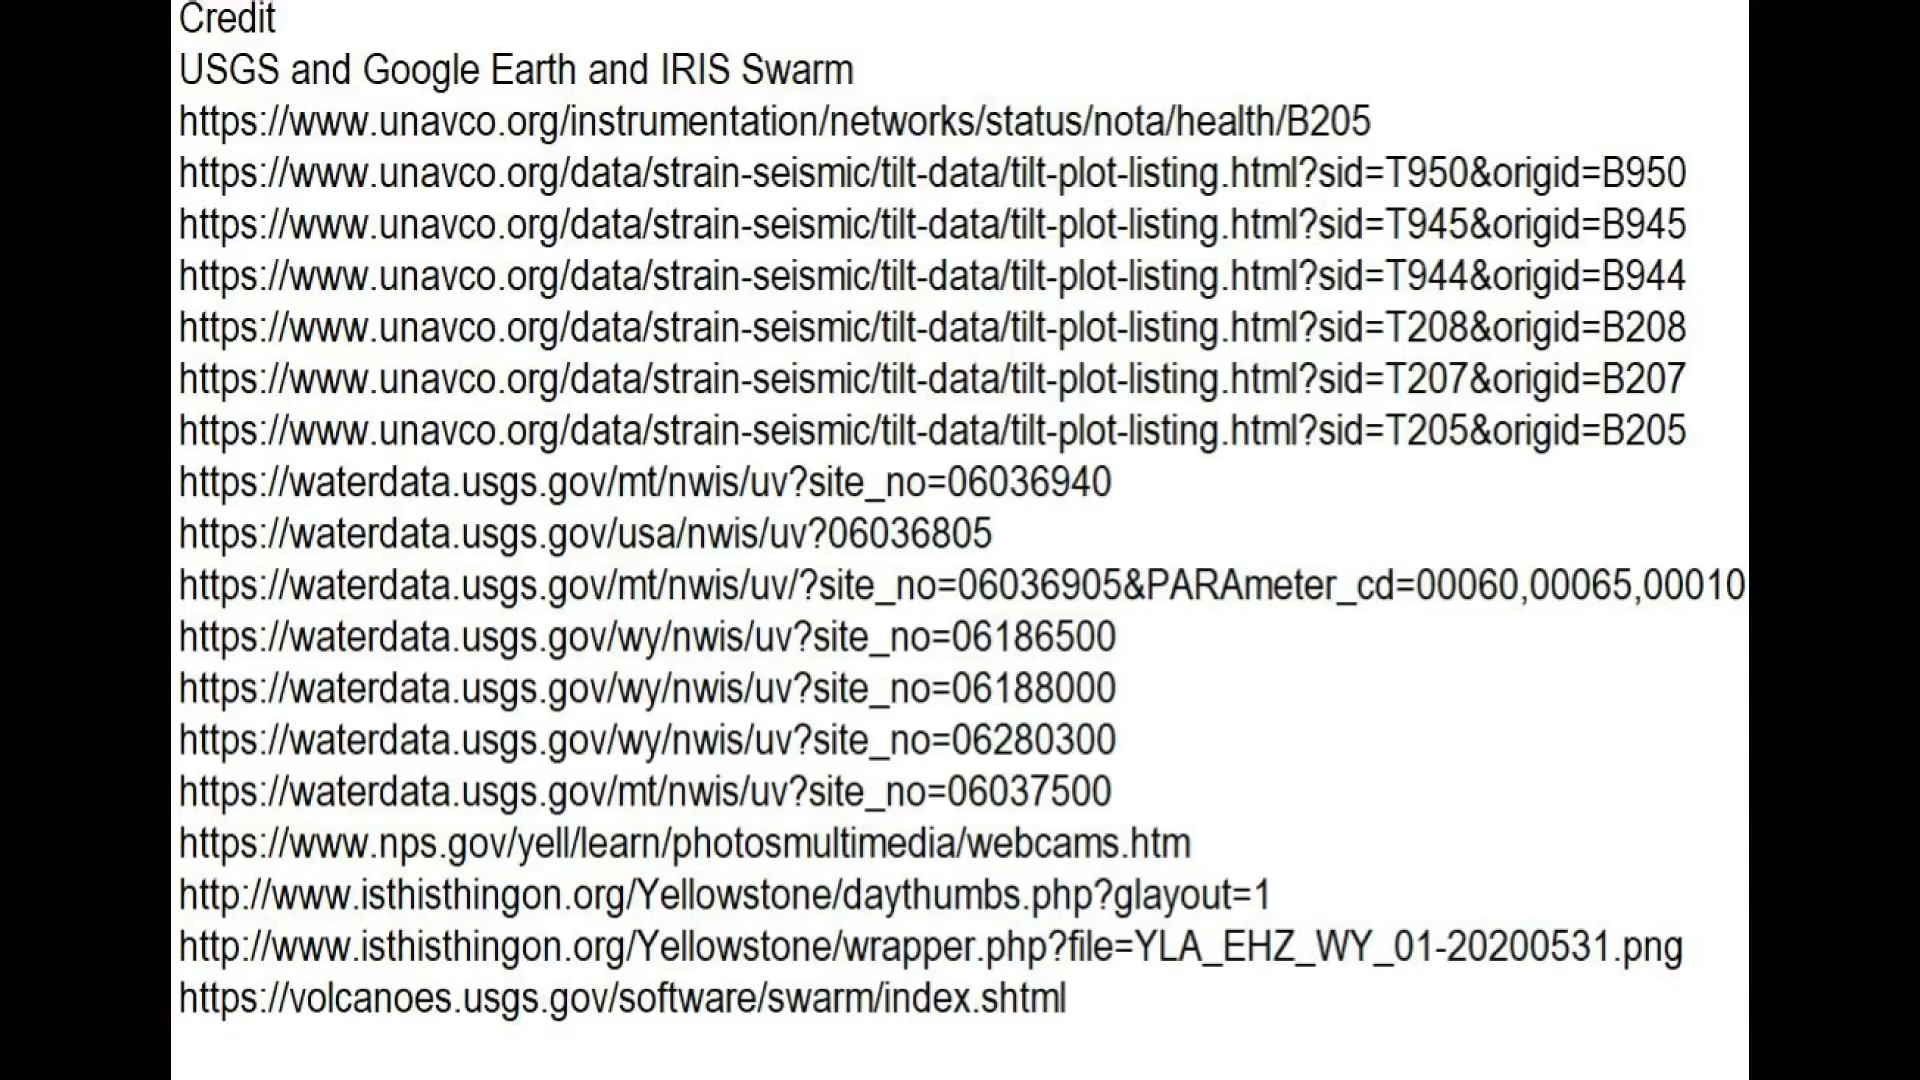 Credit
USGS and Google Earth and IRIS Swarm
https://www.unavco.org/instrumentation/networks/status/nota/health/B205
https://www.unavco.org/data/strain-seismic/tilt-data/tilt-plot-listing.html?sid=T950&origid=B950
https://www.unavco.org/data/strain-seismic/tilt-data/tilt-plot-listing.html?sid=T945&origid=B945
https://www.unavco.org/data/strain-seismic/tilt-data/tilt-plot-listing.html?sid=T944&origid=B944
https://www.unavco.org/data/strain-seismic/tilt-data/tilt-plot-listing.html?sid=T208&origid=B208
https://www.unavco.org/data/strain-seismic/tilt-data/tilt-plot-listing.html?sid=T207&origid=B207
https://www.unavco.org/data/strain-seismic/tilt-data/tilt-plot-listing.html?sid=T205&origid=B205
https://waterdata.usgs.gov/mt/nwis/uv?site_no=06036940
https://waterdata.usgs.gov/usa/nwis/uv?06036805
https://waterdata.usgs.gov/mt/nwis/uv/?site_no=06036905&PARAmeter_cd=00060,00065,00010
https://waterdata.usgs.gov/wy/nwis/uv?site_no=06186500
https://waterdata.usgs.gov/wy/nwis/uv?site_no=06188000
https://waterdata.usgs.gov/wy/nwis/uv?site_no=06280300
https://waterdata.usgs.gov/mt/nwis/uv?site_no=06037500
https://www.nps.gov/yell/learn/photosmultimedia/webcams.htm
http://www.isthisthingon.org/Yellowstone/daythumbs.php?glayout=1
http://www.isthisthingon.org/Yellowstone/wrapper.php?file=YLA_EHZ_WY_01-20200531.png
https://volcanoes.usgs.gov/software/swarm/index.shtml